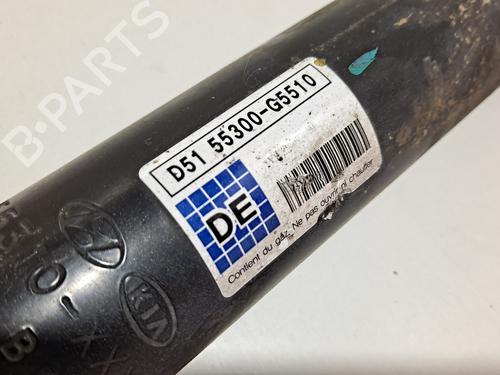 B-PARTS
D51 55300-G5510
DE
Contient du gaz. Ne pas ouvrir ni chauffer
KIA